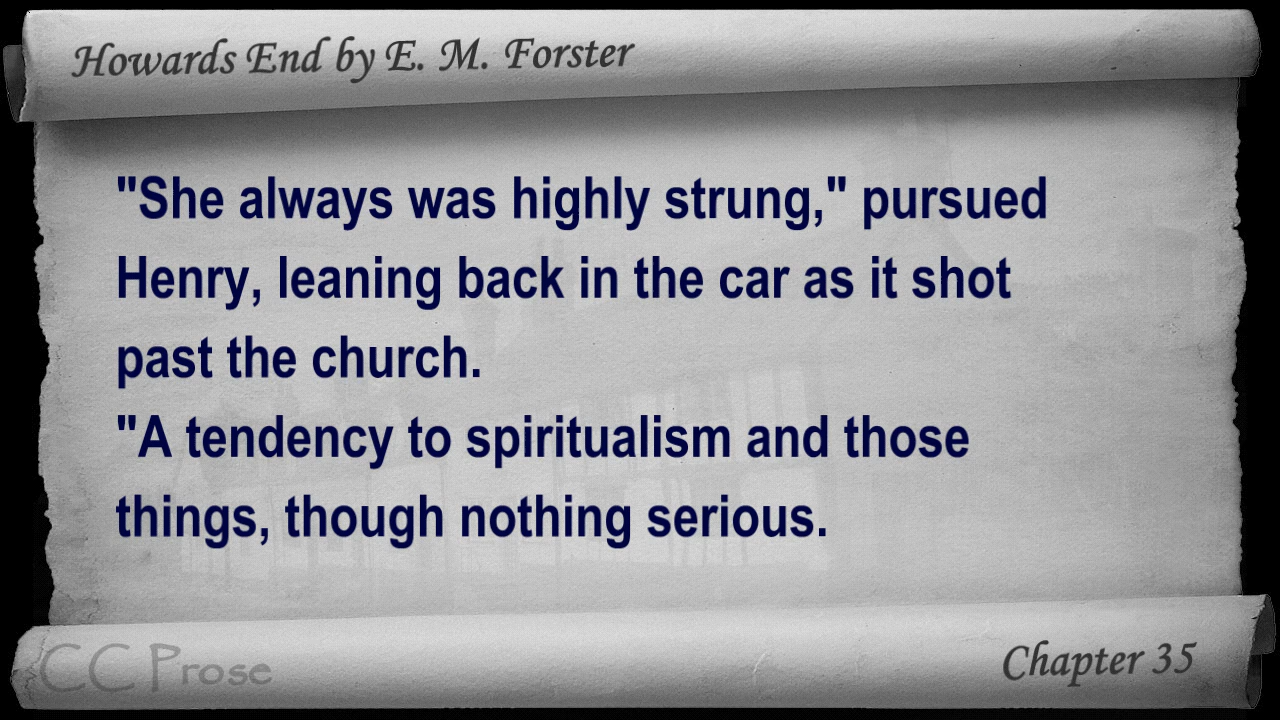 Howards End by E. M. Forster
"She always was highly strung," pursued
Henry, leaning back in the car as it shot
past the church.
"A tendency to spiritualism and those
things, though nothing serious.
CC Prose
Chapter 35